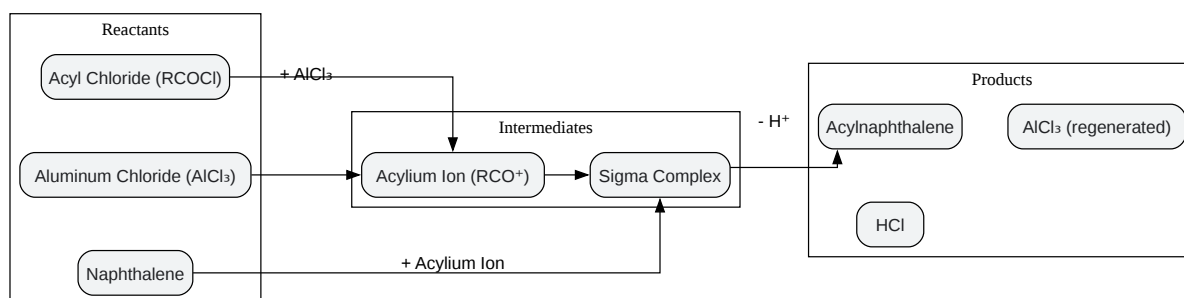 Reactants
Acyl Chloride (RCOCl)
+ AlCl₃
Aluminum Chloride (AlCl₃)
Naphthalene
+ Acylium Ion
Intermediates
Acylium Ion (RCO⁺)
Sigma Complex
- H⁺
Products
Acylnaphthalene
AlCl₃ (regenerated)
HCl